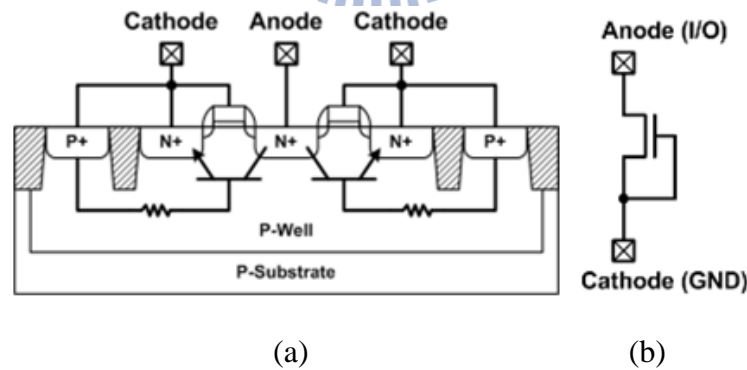 Cathode Anode Cathode
P+ N+ N+ N+ P+
P-Well
P-Substrate
(a)
Anode (I/O)
Cathode (GND)
(b)